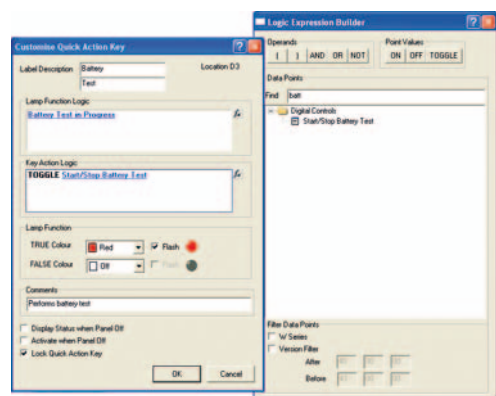 Customise Quick Action Key
Label Description Battery Location D3
Test
Lamp Function Logic
Battery Test in Progress
Key Action Logic
TOGGLE Start/Stop Battery Test
Lamp Function
TRUE Colour Red Flash
FALSE Colour Off
Comments
Performs battery test
Display Status when Panel Off
Activate when Panel Off
Lock Quick Action Key
OK Cancel
Logic Expression Builder
Operands Point Values
( ) AND OR NOT ON OFF TOGGLE
Data Points
Find batt
Digital Controls
Start/Stop Battery Test
Filter Data Points
W Series
Version Filter
After
Before